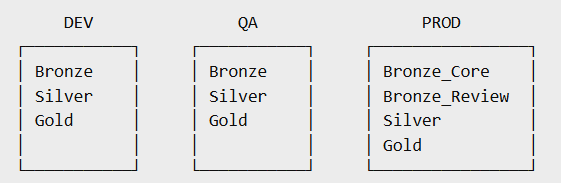 DEV QA PROD
Bronze Bronze Bronze_Core
Silver Silver Bronze_Review
Gold Gold Silver
Gold